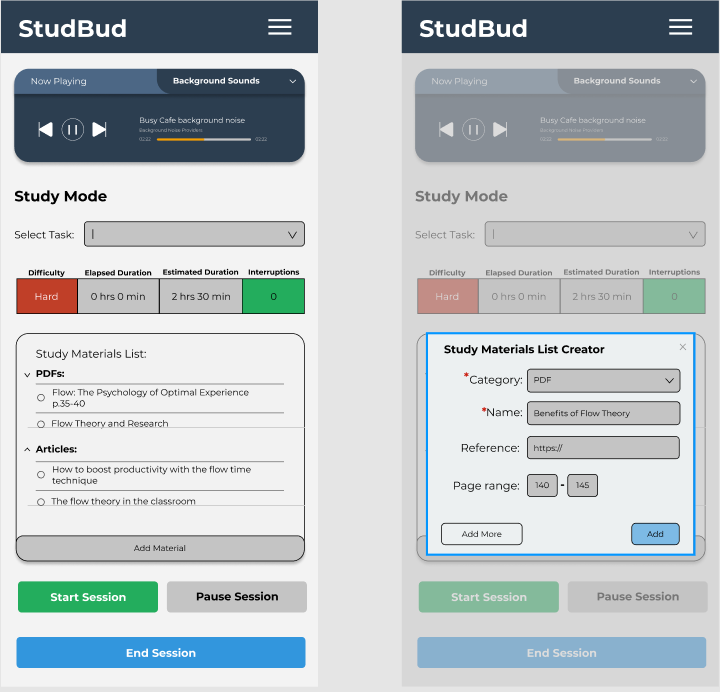 StudBud
Now Playing
Background Sounds
Busy Cafe background noise
Background Noise Providers
02:22
03:22
Study Mode
Select Task:
Difficulty Elapsed Duration Estimated Duration Interruptions
Hard 0 hrs 0 min 2 hrs 30 min 0
Study Materials List:
PDFs:
Flow: The Psychology of Optimal Experience
p.35-40
Flow Theory and Research
Articles:
How to boost productivity with the flow time
technique
The flow theory in the classroom
Add Material
Start Session Pause Session
End Session
StudBud
Now Playing
Background Sounds
Busy Cafe background noise
Background Noise Providers
02:22
03:22
Study Mode
Select Task:
Difficulty Elapsed Duration Estimated Duration Interruptions
Hard 0 hrs 0 min 2 hrs 30 min 0
Study Materials List Creator
*Category: PDF
*Name: Benefits of Flow Theory
Reference: https://
Page range: 140 - 145
Add More Add
Start Session Pause Session
End Session